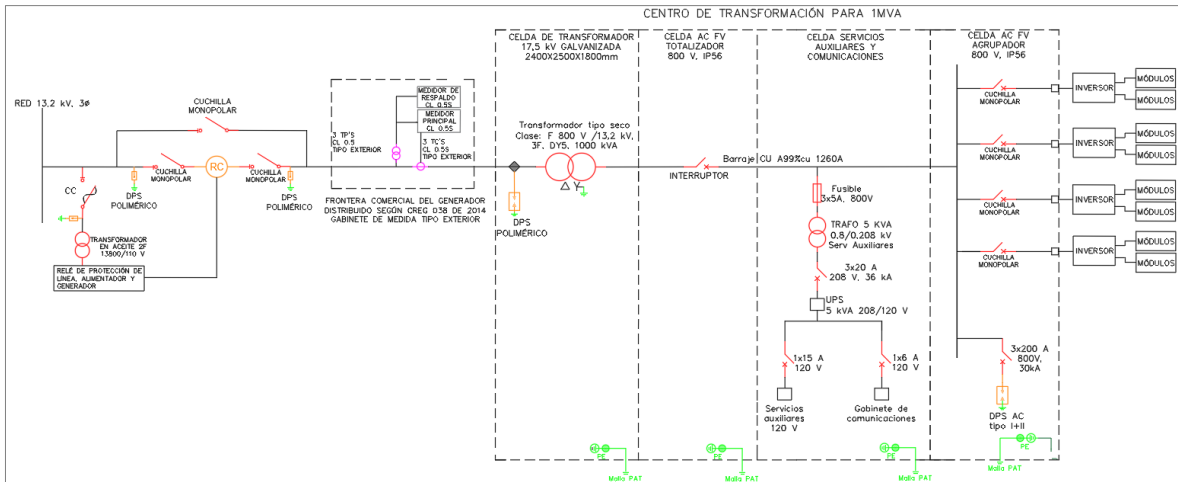 CENTRO DE TRANSFORMACIÓN PARA 1MVA
CELDA DE TRANSFORMADOR
17,5 kV GALVANIZADA
2400X2500X1800mm
CELDA AC FV
TOTALIZADOR
800 V, IP56
CELDA SERVICIOS
AUXILIARES Y
COMUNICACIONES
CELDA AC FV
AGRUPADOR
800 V, IP56
RED 13,2 kV, 3ø
CUCHILLA
MONOPOLAR
CUCHILLA
MONOPOLAR
RC
CUCHILLA
MONOPOLAR
DPS
POLIMÉRICO
DPS
POLIMÉRICO
CC
TRANSFORMADOR
EN ACEITE 2F
13800/110 V
RELÉ DE PROTECCIÓN DE
LÍNEA, ALIMENTADOR Y
GENERADOR
MEDIDOR DE
RESPALDO
CL 0.5S
MEDIDOR
PRINCIPAL
CL 0.5S
3 TP'S
CL 0.5
TIPO EXTERIOR
3 TC'S
CL 0.5S
TIPO EXTERIOR
FRONTERA COMERCIAL DEL GENERADOR
DISTRIBUIDO SEGÚN CREG 038 DE 2014
GABINETE DE MEDIDA TIPO EXTERIOR
Transformador tipo seco
Clase: F 800 V /13,2 kV,
3F, DY5, 1000 kVA
DPS
POLIMÉRICO
INTERRUPTOR
Barraje CU A99%cu 1260A
Fusible
3x5A, 800V
TRAFO 5 KVA
0.8/0.208 kV
Serv Auxiliares
3x20 A
208 V, 36 kA
UPS
5 kVA 208/120 V
1x15 A
120 V
1x6 A
120 V
Servicios
auxiliares
120 V
Gabinete de
comunicaciones
CUCHILLA
MONOPOLAR
INVERSOR
MÓDULOS
MÓDULOS
CUCHILLA
MONOPOLAR
INVERSOR
MÓDULOS
MÓDULOS
CUCHILLA
MONOPOLAR
INVERSOR
MÓDULOS
MÓDULOS
CUCHILLA
MONOPOLAR
INVERSOR
MÓDULOS
MÓDULOS
3x200 A
800V,
30kA
DPS AC
tipo I+II
PE
Malla PAT
PE
Malla PAT
PE
Malla PAT
PE
Malla PAT